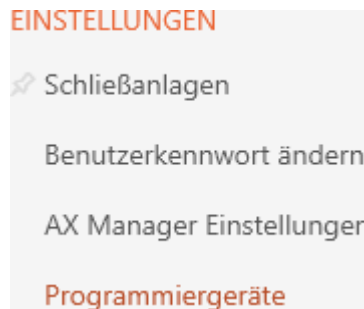 EINSTELLUNGEN
Schließanlagen
Benutzerkennwort ändern
AX Manager Einstellungen
Programmiergeräte